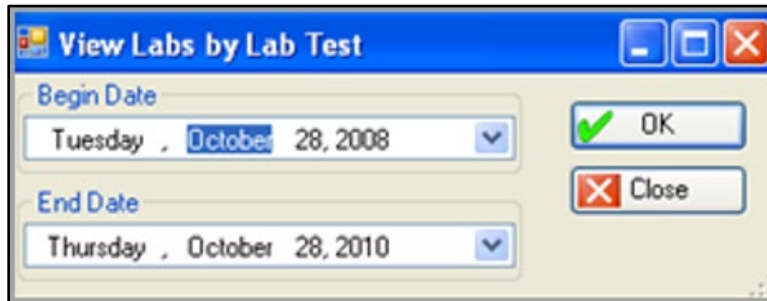 View Labs by Lab Test
Begin Date
Tuesday , October 28, 2008
OK
Close
End Date
Thursday , October 28, 2010